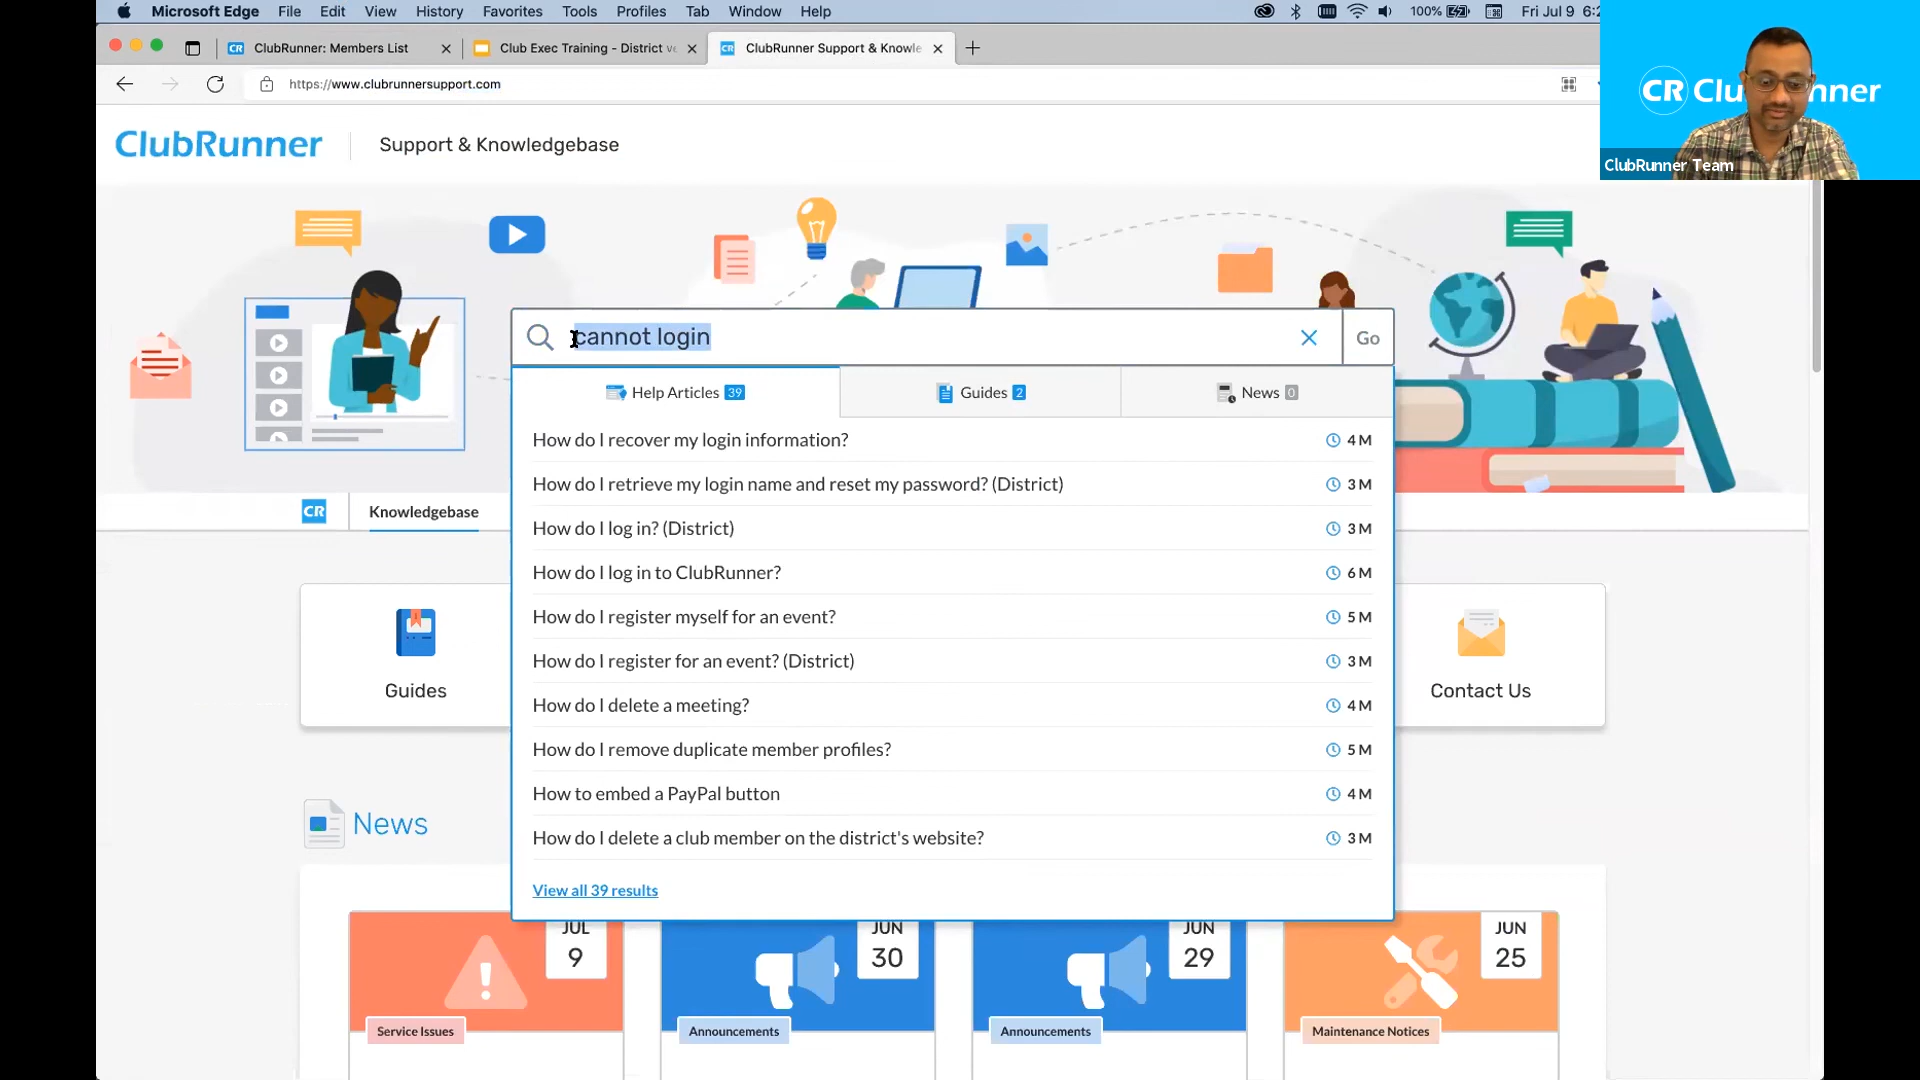 Microsoft Edge File Edit View History Favorites Tools Profiles Tab Window Help 100% Fri Jul 9
ClubRunner: Members List
Club Exec Training - District
ClubRunner Support & Knowle
https://www.clubrunnersupport.com
CR
ClubRunner Team
ClubRunner
Support & Knowledgebase
cannot login
Go
Help Articles 39
Guides 2
News 0
How do I recover my login information? 4 M
How do I retrieve my login name and reset my password? (District) 3 M
How do I log in? (District) 3 M
How do I log in to ClubRunner? 6 M
How do I register myself for an event? 5 M
How do I register for an event? (District) 3 M
How do I delete a meeting? 4 M
How do I remove duplicate member profiles? 5 M
How to embed a PayPal button 4 M
How do I delete a club member on the district's website? 3 M
View all 39 results
CR
Knowledgebase
Guides
Contact Us
News
JUL
9
Service Issues
JUN
30
Announcements
JUN
29
Announcements
JUN
25
Maintenance Notices